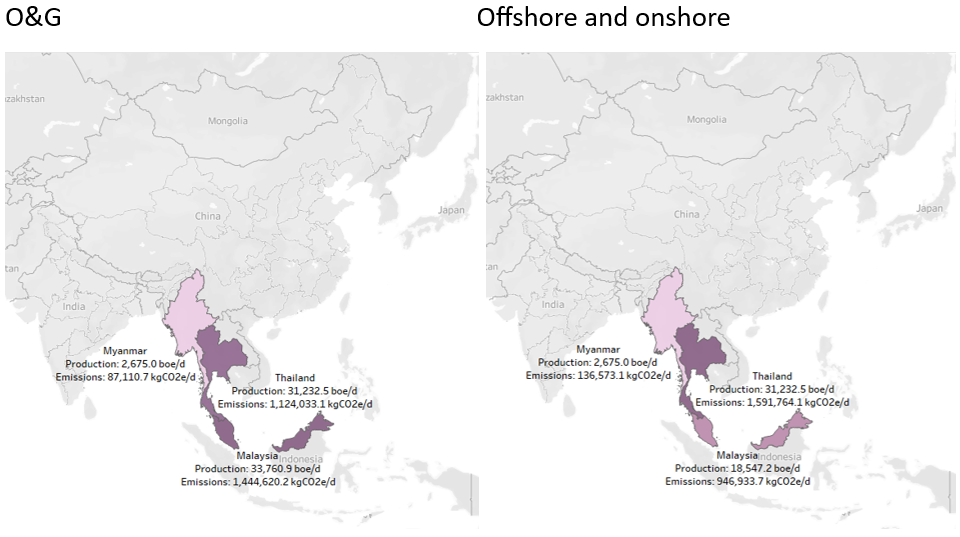 O&G
Offshore and onshore
zakhstan
Mongolia
China
Japan
tan
India
Myanmar
Production: 2,675.0 boe/d
Emissions: 87,110.7 kgCO2e/d
Thailand
Production: 31,232.5 boe/d
Emissions: 1,124,033.1 kgCO2e/d
Malaysia
Indonesia
Production: 33,760.9 boe/d
Emissions: 1,444,620.2 kgCO2e/d
zakhstan
Mongolia
China
Japan
an
India
Myanmar
Production: 2,675.0 boe/d
Emissions: 136,573.1 kgCO2e/d
Thailand
Production: 31,232.5 boe/d
Emissions: 1,591,764.1 kgCO2e/d
Malaysia
Indonesia
Production: 18,547.2 boe/d
Emissions: 946,933.7 kgCO2e/d